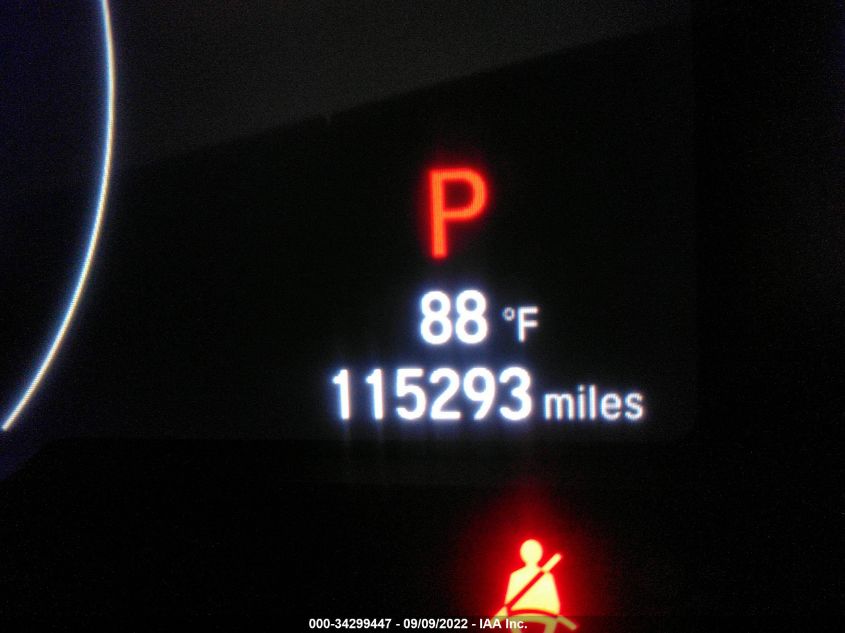 P
88 °F
115293 miles
000-34299447 - 09/09/2022 - IAA Inc.